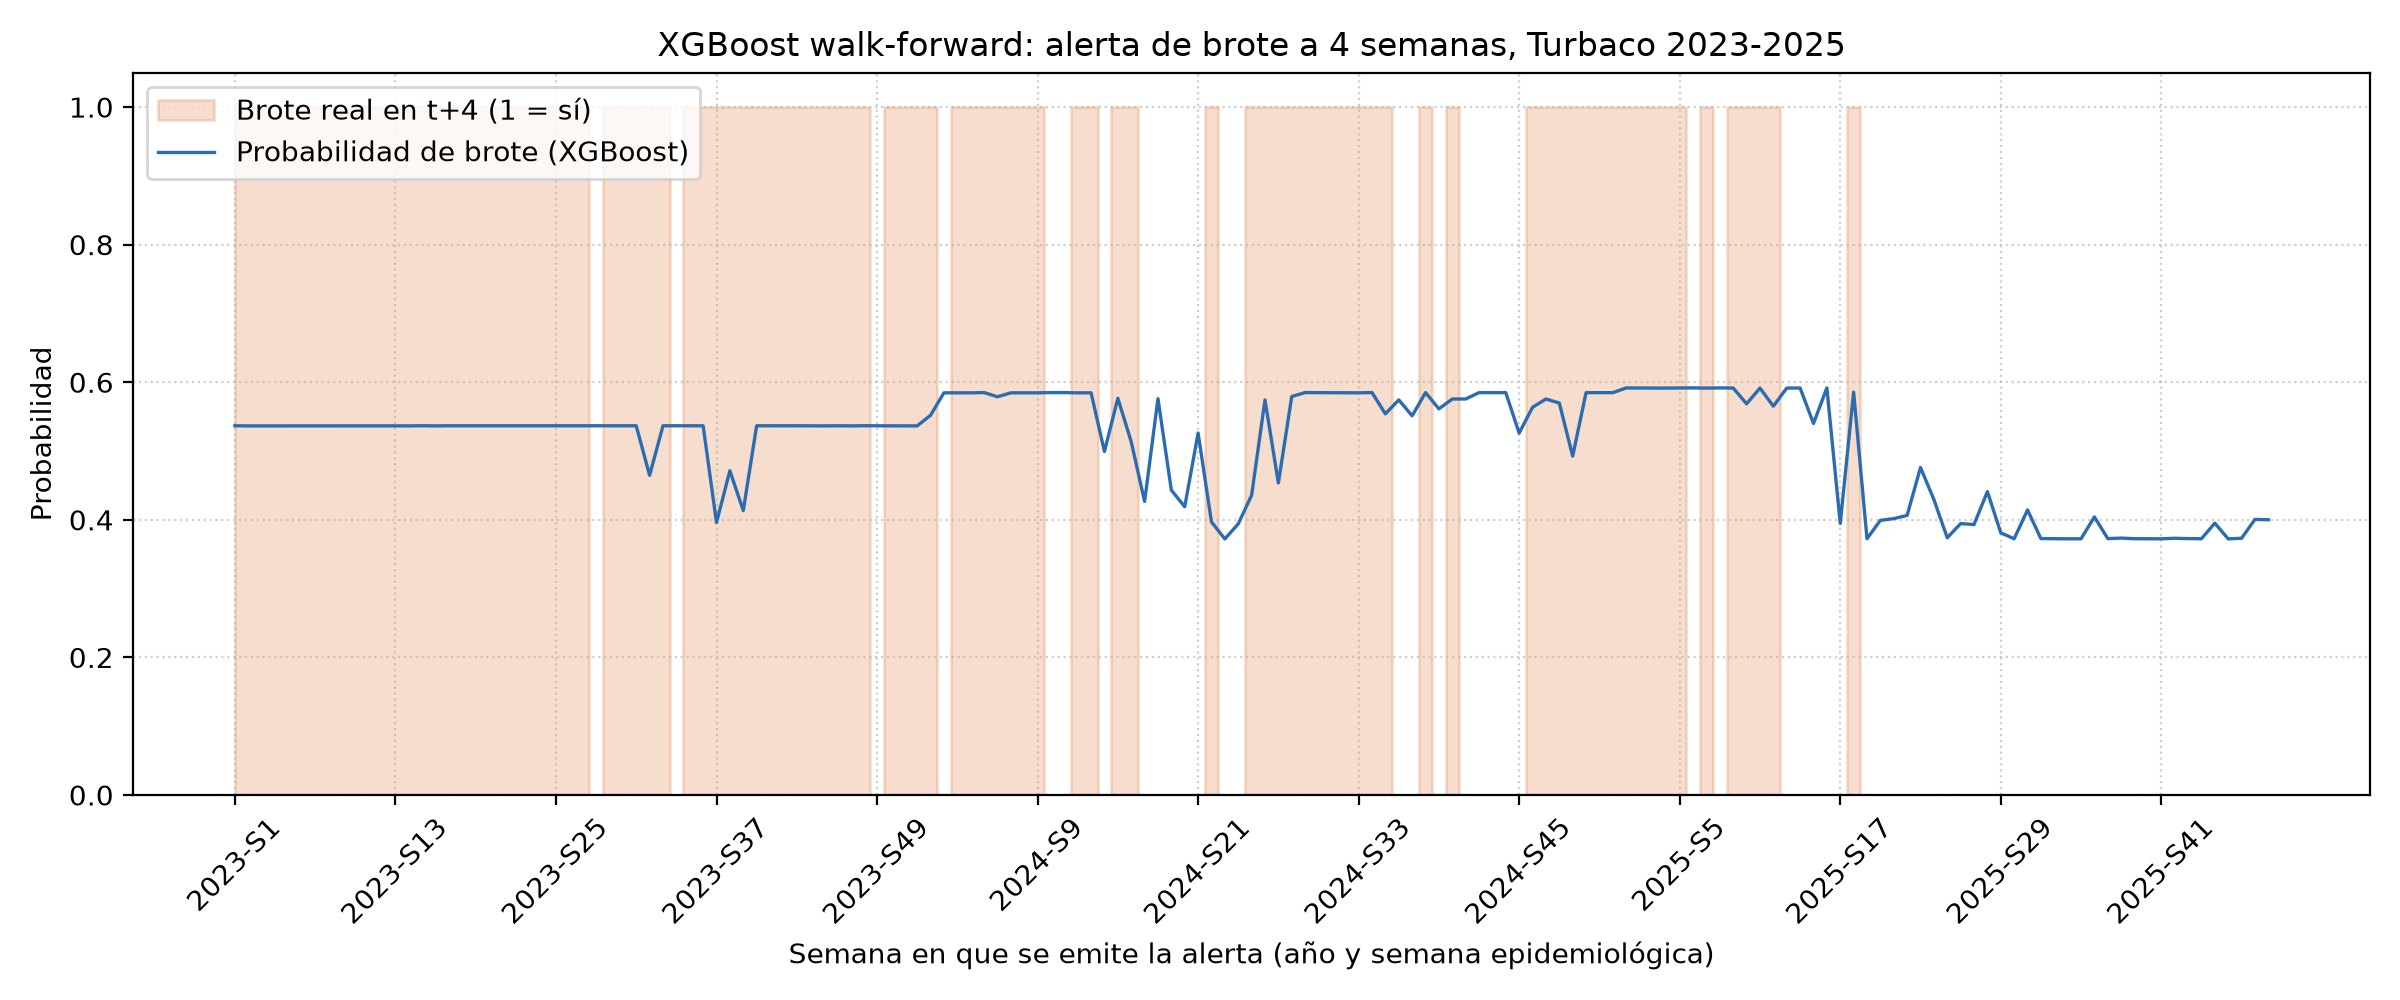 XGBoost walk-forward: alerta de brote a 4 semanas, Turbaco 2023-2025
Brote real en t+4 (1 = sí)
Probabilidad de brote (XGBoost)
Probabilidad
1.0
0.8
0.6
0.4
0.2
0.0
2023-S1
2023-S13
2023-S25
2023-S37
2023-S49
2024-S9
2024-S21
2024-S33
2024-S45
2025-S5
2025-S17
2025-S29
2025-S41
Semana en que se emite la alerta (año y semana epidemiológica)